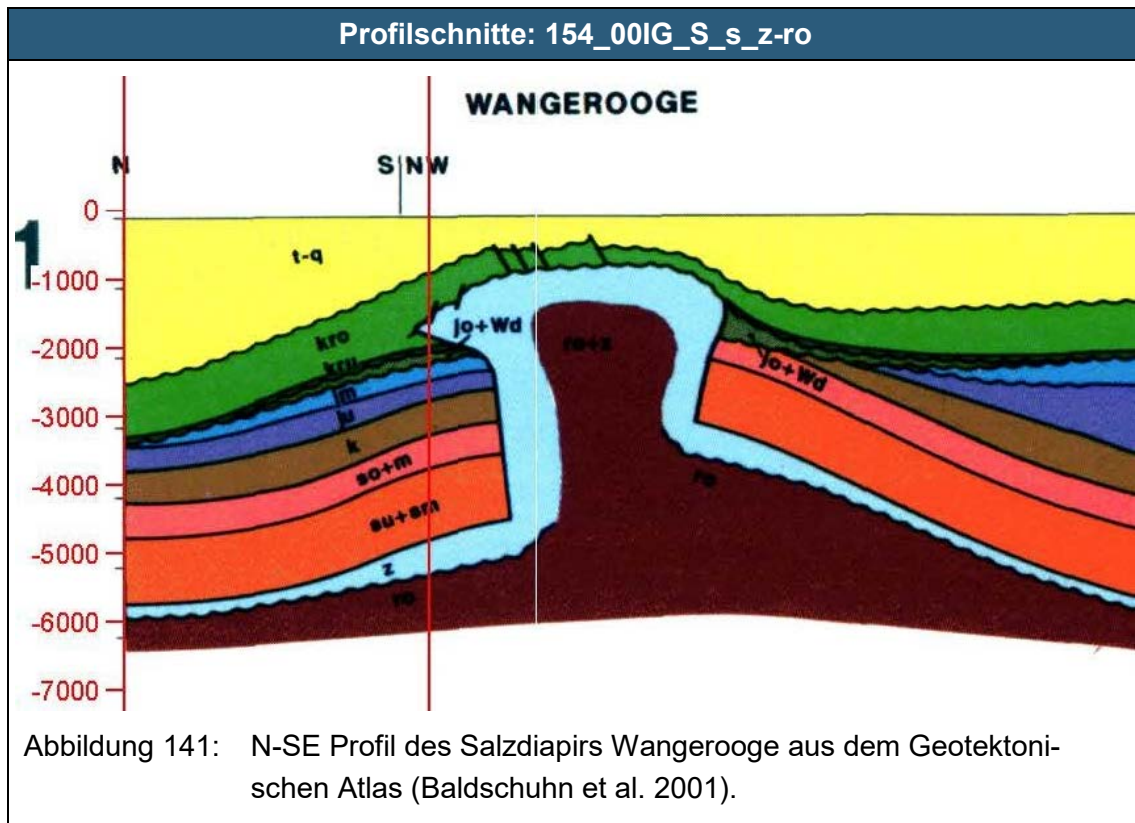 Profilschnitte: 154_00IG_S_s_z-ro
WANGEROOGE
N
S|NW
1
0
-1000
-2000
-3000
-4000
-5000
-6000
-7000
t-q
kro
kru
jm
ju
k
so+m
su+sm
z
ro
jo+Wd
ro+z
jo+Wd
ro
Abbildung 141: N-SE Profil des Salzdiapirs Wangerooge aus dem Geotektoni-
schen Atlas (Baldschuhn et al. 2001).